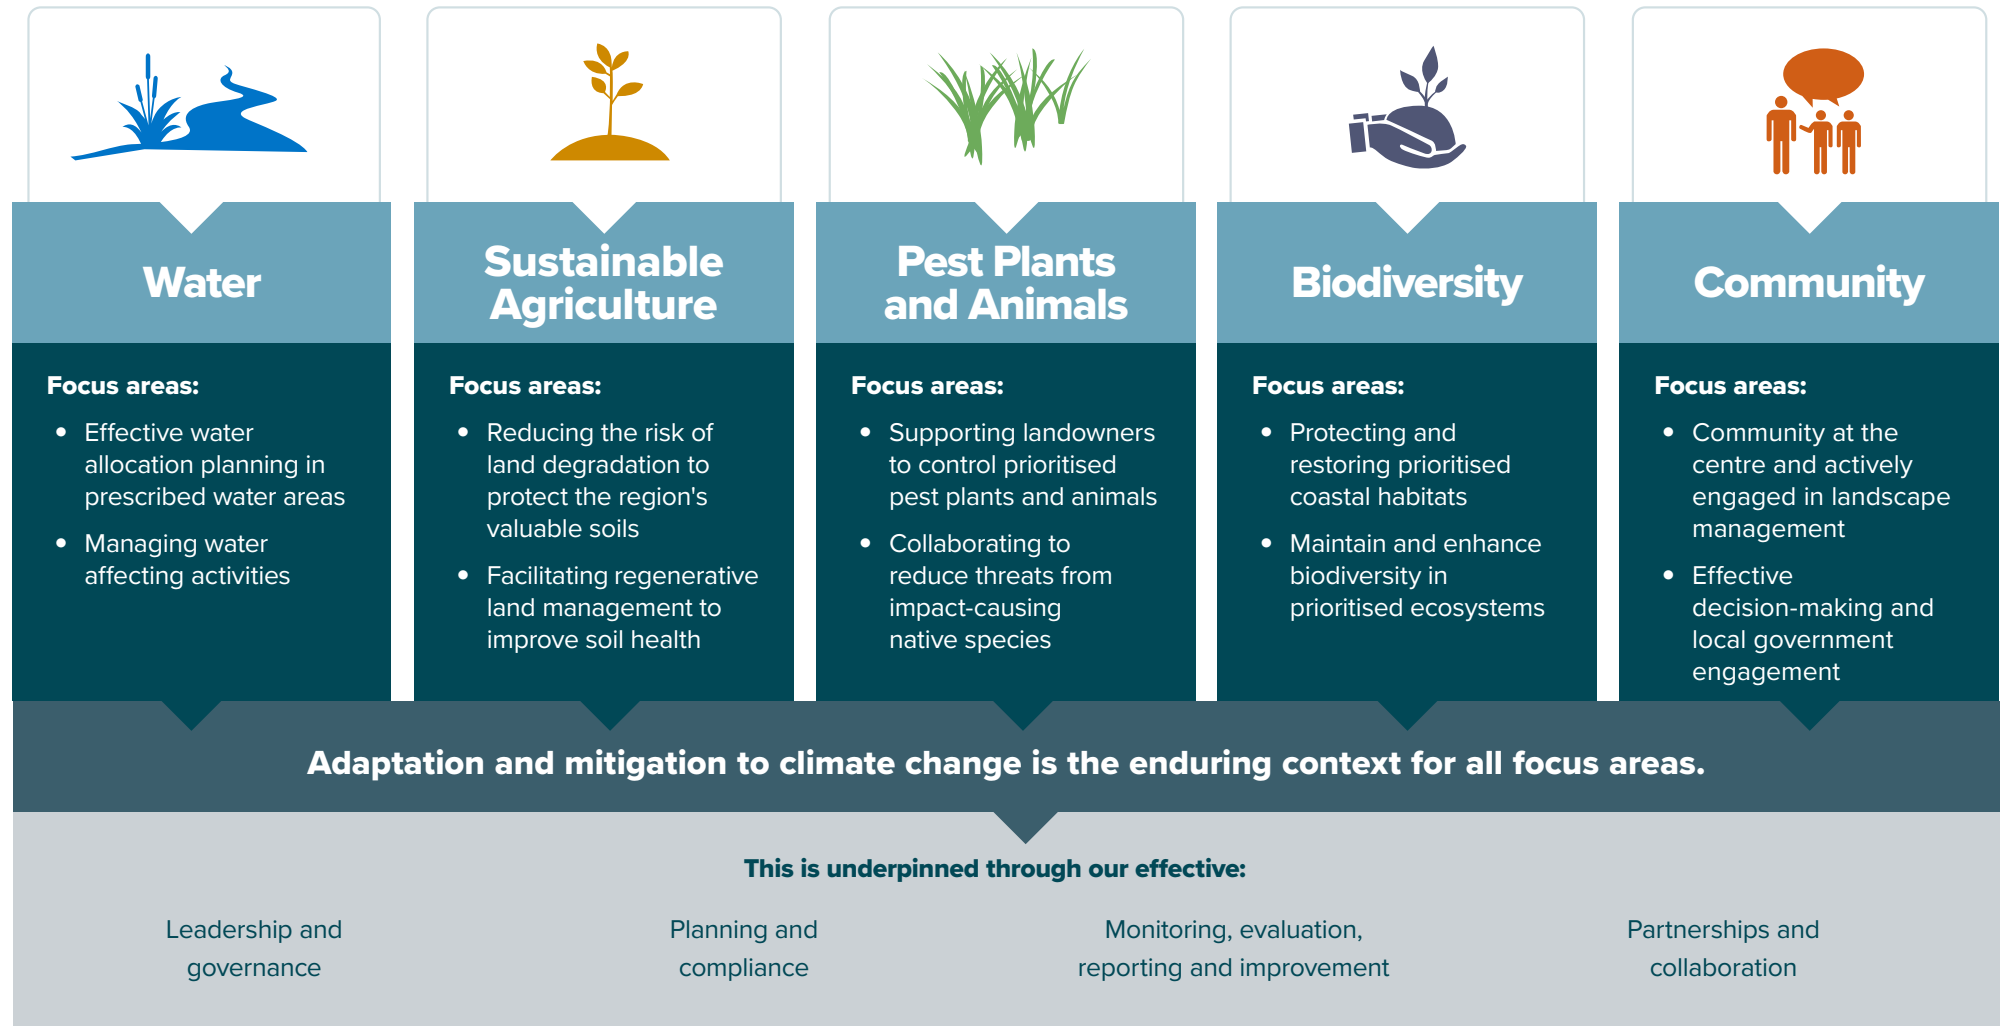 Water
Focus areas:
Effective water
allocation planning in
prescribed water areas
Managing water
affecting activities
Sustainable
Agriculture
Focus areas:
Reducing the risk of
land degradation to
protect the region's
valuable soils
Facilitating regenerative
land management to
improve soil health
Pest Plants
and Animals
Focus areas:
Supporting landowners
to control prioritised
pest plants and animals
Collaborating to
reduce threats from
impact-causing
native species
Biodiversity
Focus areas:
Protecting and
restoring prioritised
coastal habitats
Maintain and enhance
biodiversity in
prioritised ecosystems
Community
Focus areas:
Community at the
centre and actively
engaged in landscape
management
Effective
decision-making and
local government
engagement
Adaptation and mitigation to climate change is the enduring context for all focus areas.
This is underpinned through our effective:
Leadership and
governance
Planning and
compliance
Monitoring, evaluation,
reporting and improvement
Partnerships and
collaboration